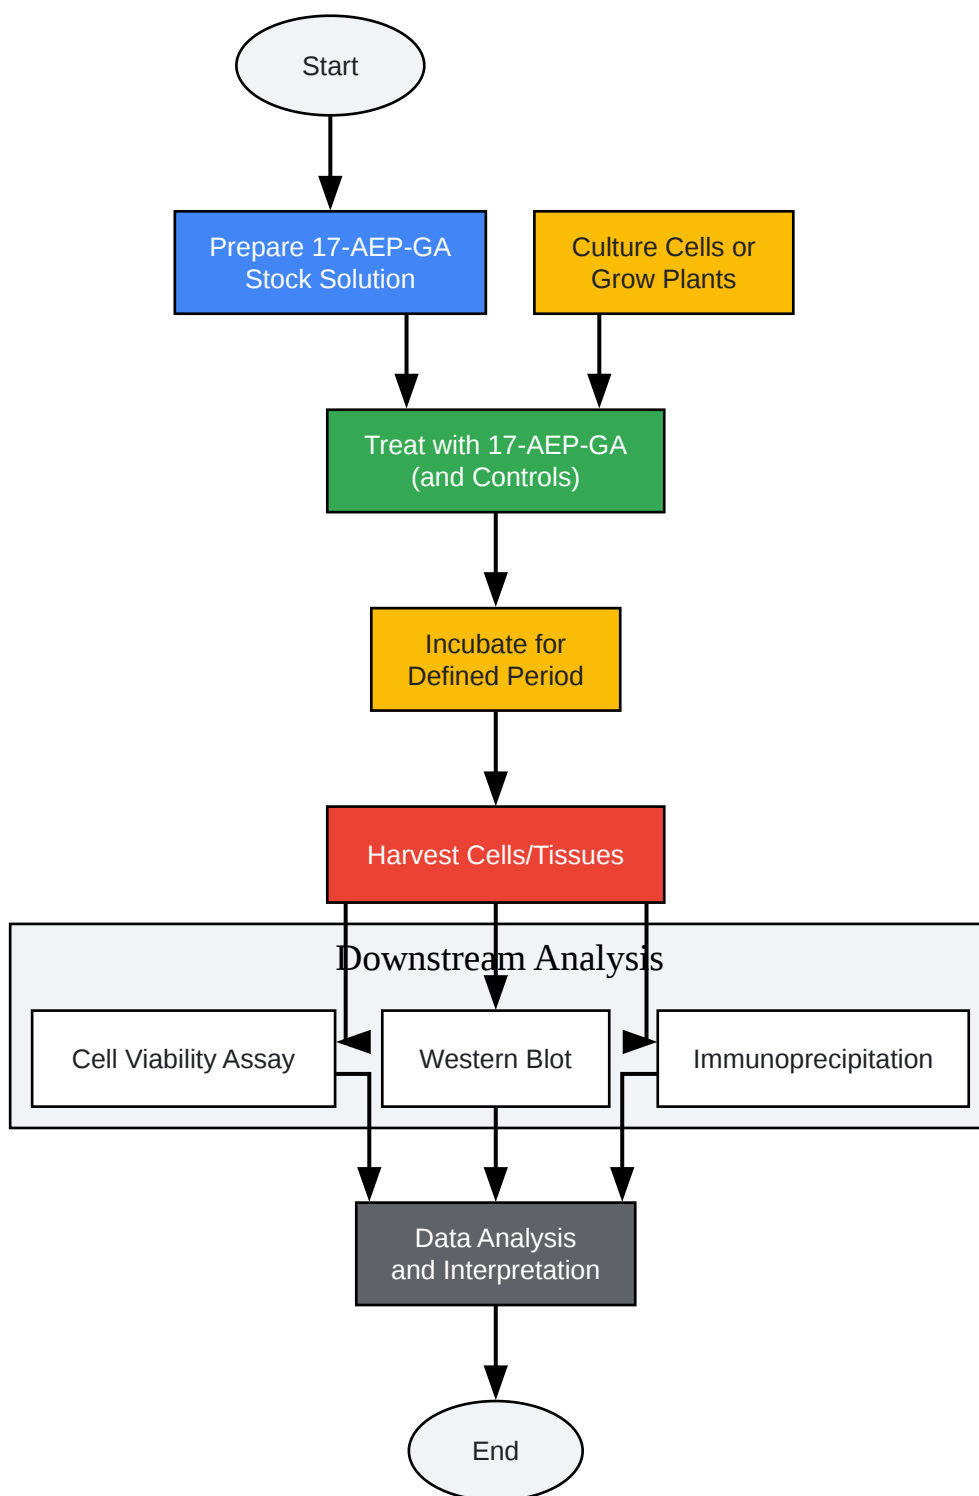 Start
Prepare 17-AEP-GA
Stock Solution
Culture Cells or
Grow Plants
Treat with 17-AEP-GA
(and Controls)
Incubate for
Defined Period
Harvest Cells/Tissues
Downstream Analysis
Cell Viability Assay
Western Blot
Immunoprecipitation
Data Analysis
and Interpretation
End